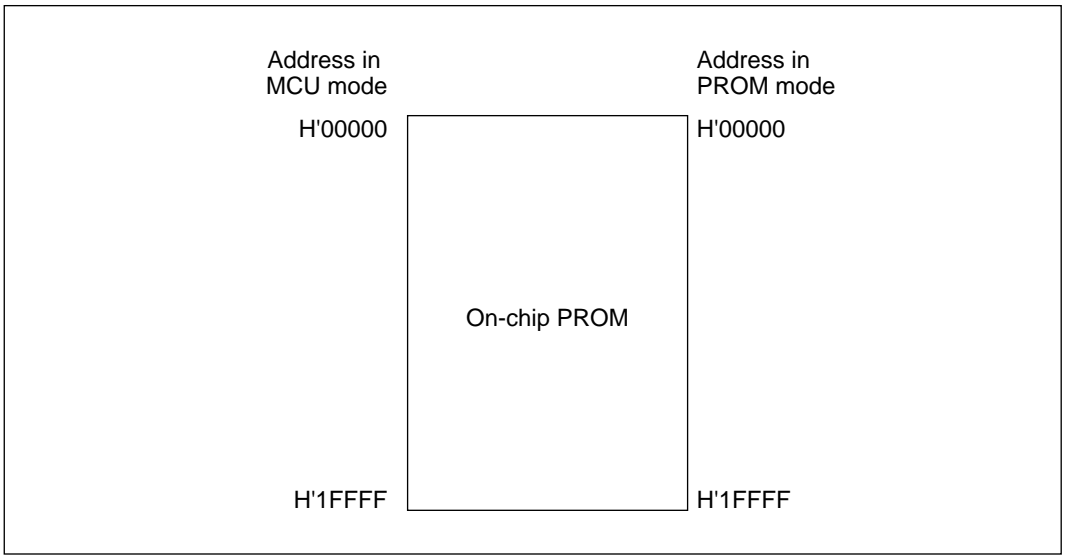 Address in
MCU mode
Address in
PROM mode
H'00000
H'00000
On-chip PROM
H'1FFFF
H'1FFFF